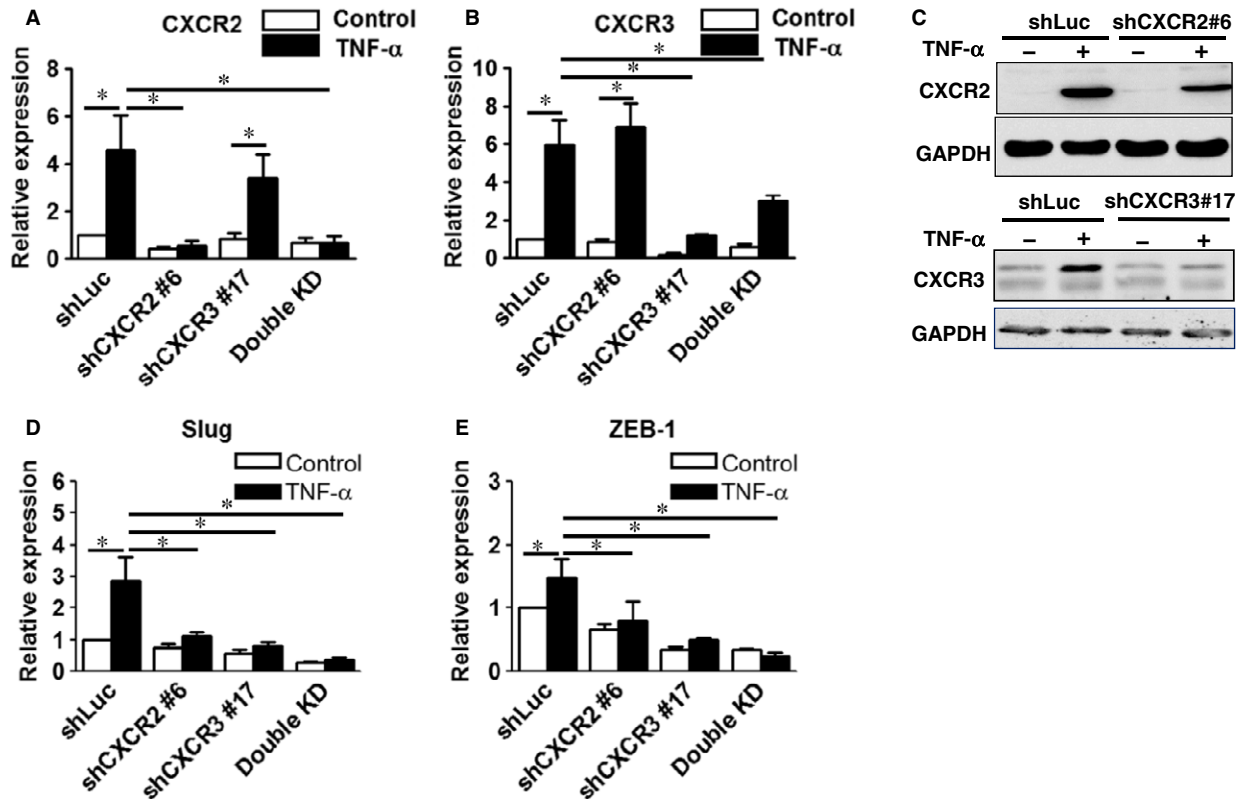 A
CXCR2
Control
TNF-α
Relative expression
8
6
4
2
0
*
*
*
*
shLuc
shCXCR2 #6
shCXCR3 #17
Double KD
B
CXCR3
Control
TNF-α
Relative expression
10
8
6
4
2
0
*
*
*
*
shLuc
shCXCR2 #6
shCXCR3 #17
Double KD
C
shLuc shCXCR2#6
TNF-α – + – +
CXCR2
GAPDH
shLuc shCXCR3#17
TNF-α – + – +
CXCR3
GAPDH
D
Slug
Control
TNF-α
Relative expression
6
5
4
3
2
1
0
*
*
*
*
shLuc
shCXCR2 #6
shCXCR3 #17
Double KD
E
ZEB-1
Control
TNF-α
Relative expression
3
2
1
0
*
*
*
*
shLuc
shCXCR2 #6
shCXCR3 #17
Double KD